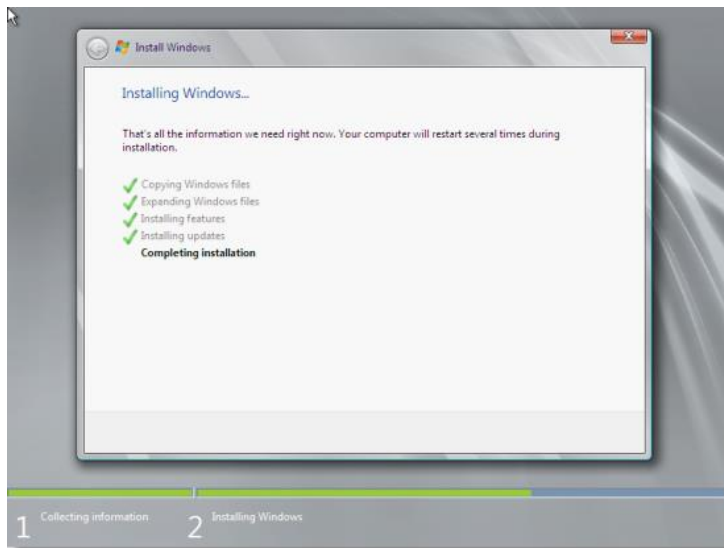 Install Windows
Installing Windows...
That's all the information we need right now. Your computer will restart several times during
installation.
Copying Windows files
Expanding Windows files
Installing features
Installing updates
Completing installation
1 Collecting information
2 Installing Windows